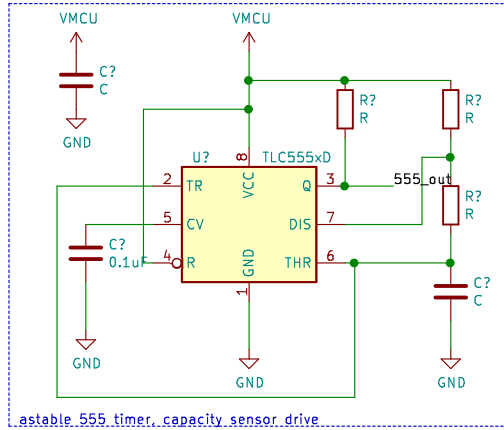 VMCU
VMCU
C?
C
GND
R?
R
R?
R
U?
TLC555xD
8
VCC
2
TR
Q
3
555_out
R?
R
5
CV
DIS
7
C?
0.1uF
4
R
GND
THR
6
1
C?
C
GND
GND
GND
astable 555 timer, capacity sensor drive